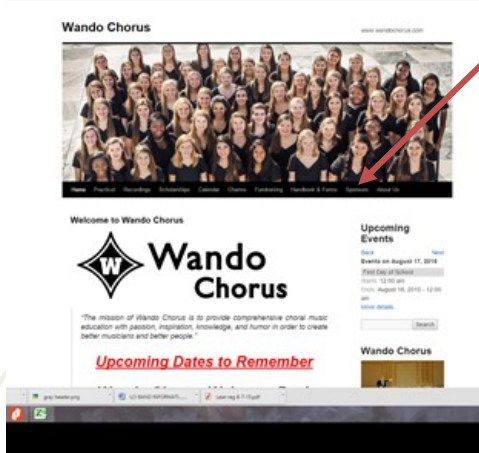 Wando Chorus
www.wandochorus.com
Home Practical Recordings Scholarships Calendar Charms Fundraising Handbook & Forms Sponsors About Us
Welcome to Wando Chorus
W
Wando
Chorus
"The mission of Wando Chorus is to provide comprehensive choral music
education with passion, inspiration, knowledge, and humor in order to create
better musicians and better people."
Upcoming Dates to Remember
Upcoming
Events
Back Next
Events on August 17, 2015
First Day of School
Starts: 12:00 am
Ends: August 18, 2015 - 12:00
am
More details...
Search
Wando Chorus
gray header.png